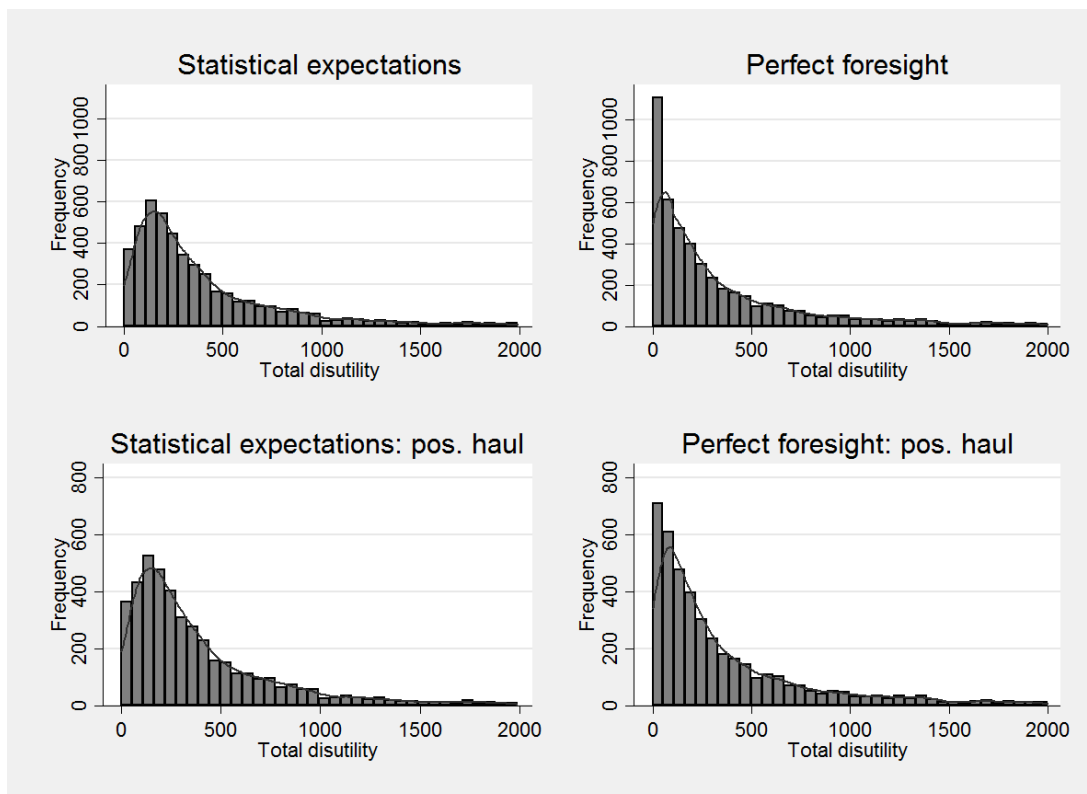 Statistical expectations
Frequency
0 200 400 600 800 1000
0 500 1000 1500 2000
Total disutility
Perfect foresight
Frequency
0 200 400 600 800 1000
0 500 1000 1500 2000
Total disutility
Statistical expectations: pos. haul
Frequency
0 200 400 600 800
0 500 1000 1500 2000
Total disutility
Perfect foresight: pos. haul
Frequency
0 200 400 600 800
0 500 1000 1500 2000
Total disutility